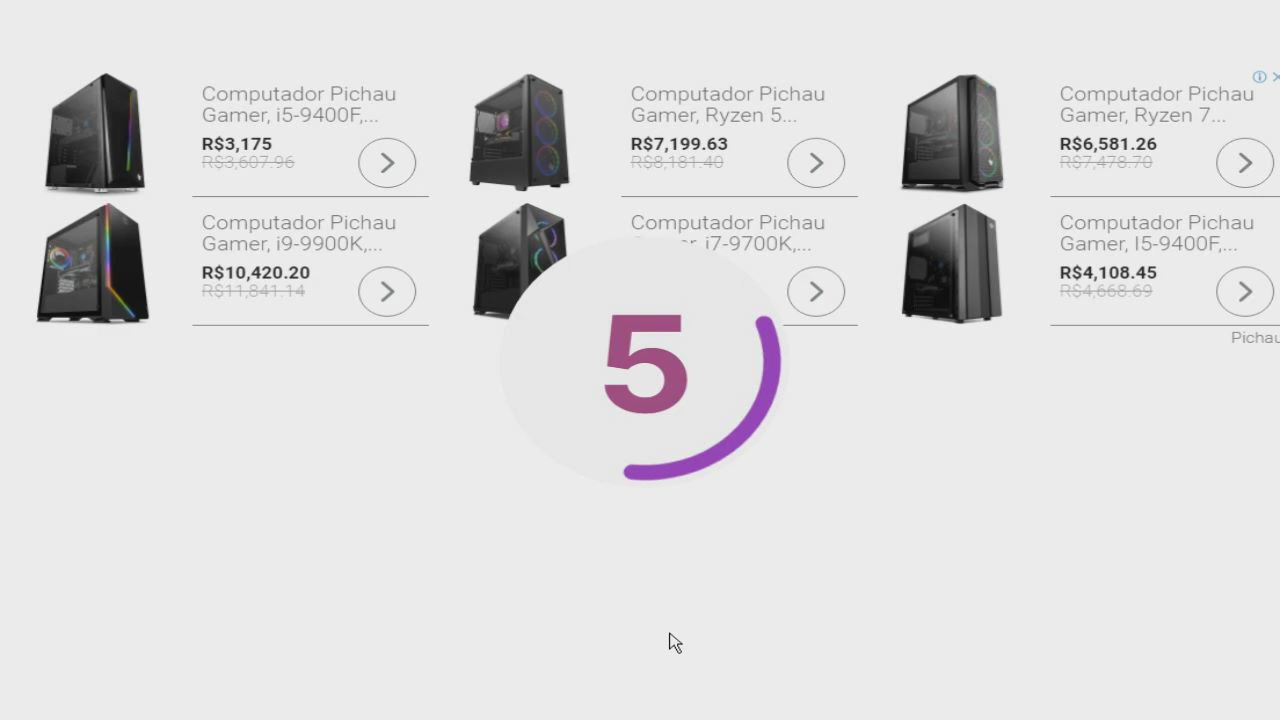 Computador Pichau
Gamer, i5-9400F,...
R$3,175
R$3,607.96
Computador Pichau
Gamer, Ryzen 5...
R$7,199.63
R$8,181.40
Computador Pichau
Gamer, Ryzen 7...
R$6,581.26
R$7,478.70
Computador Pichau
Gamer, i9-9900K,...
R$10,420.20
R$11,841.14
Computador Pichau
i7-9700K,...
Computador Pichau
Gamer, I5-9400F,...
R$4,108.45
R$4,668.69
Pichau
5